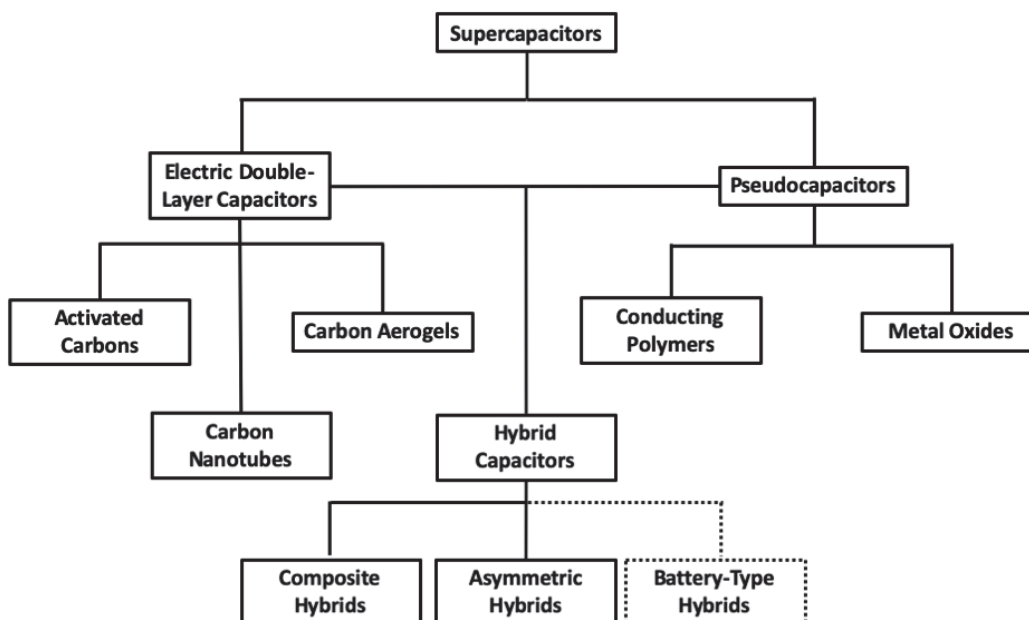 Supercapacitors
Electric Double-
Layer Capacitors
Pseudocapacitors
Activated
Carbons
Carbon Aerogels
Conducting
Polymers
Metal Oxides
Carbon
Nanotubes
Hybrid
Capacitors
Composite
Hybrids
Asymmetric
Hybrids
Battery-Type
Hybrids